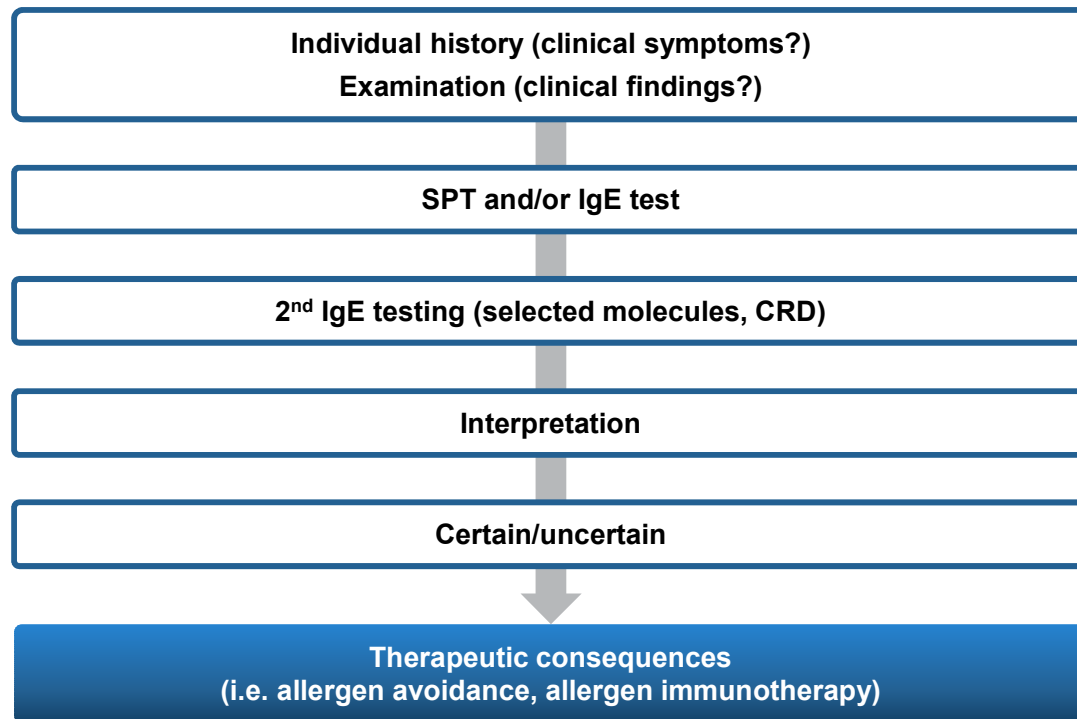 Individual history (clinical symptoms?)
Examination (clinical findings?)
SPT and/or IgE test
2nd IgE testing (selected molecules, CRD)
Interpretation
Certain/uncertain
Therapeutic consequences
(i.e. allergen avoidance, allergen immunotherapy)